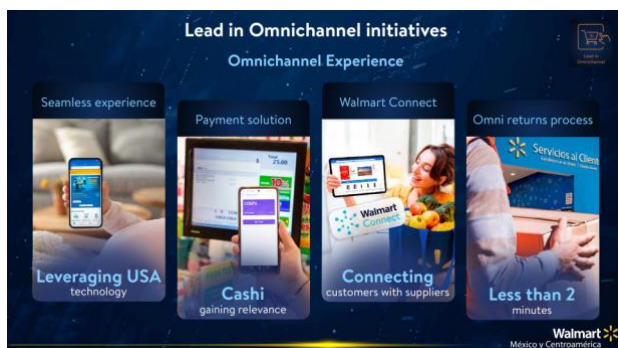 Lead in Omnichannel initiatives
Lead in
Omnichannel
Omnichannel Experience
Seamless experience
Leveraging USA
technology
Payment solution
Total
25.00
10%
Cashi
gaining relevance
Walmart Connect
Walmart
Connect
Connecting
customers with suppliers
Omni returns process
Servicios al Client
Less than 2
minutes
Walmart
México y Centroamérica